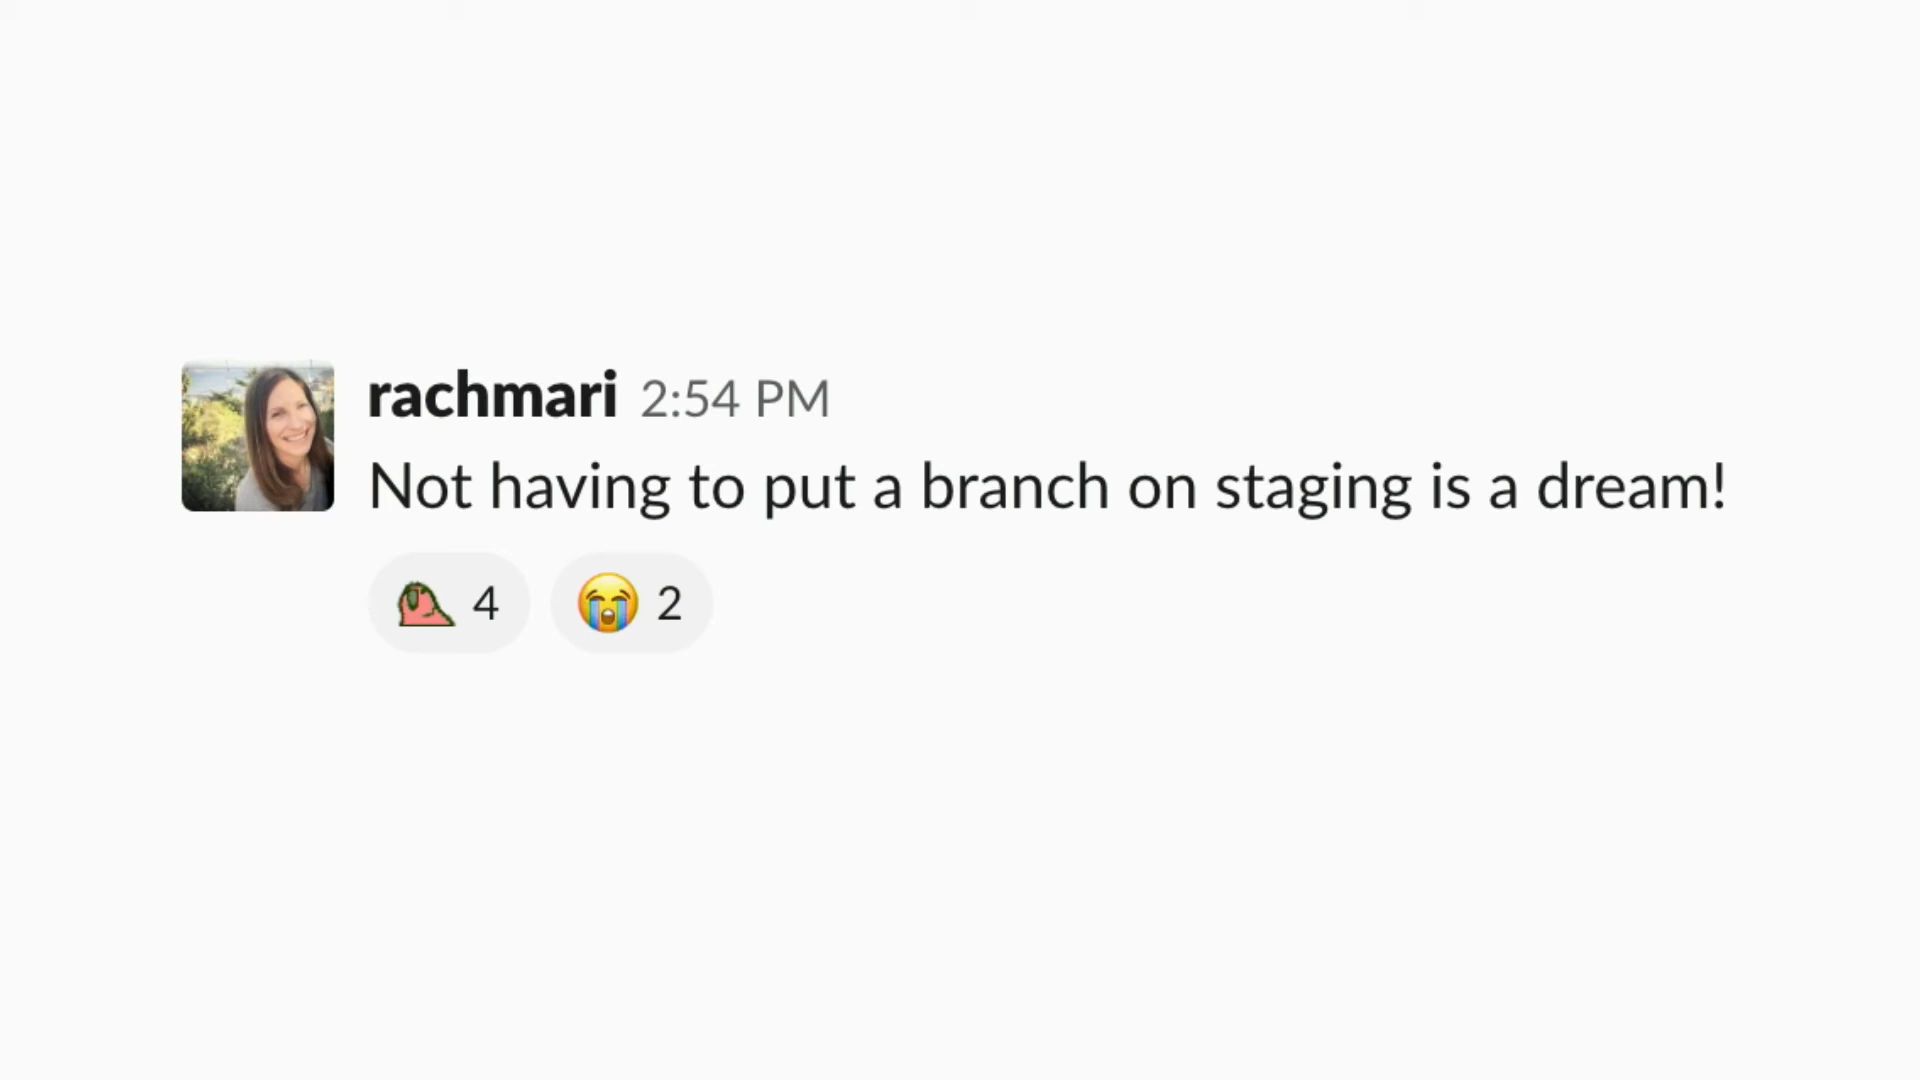 rachmari 2:54 PM
Not having to put a branch on staging is a dream!
4 2